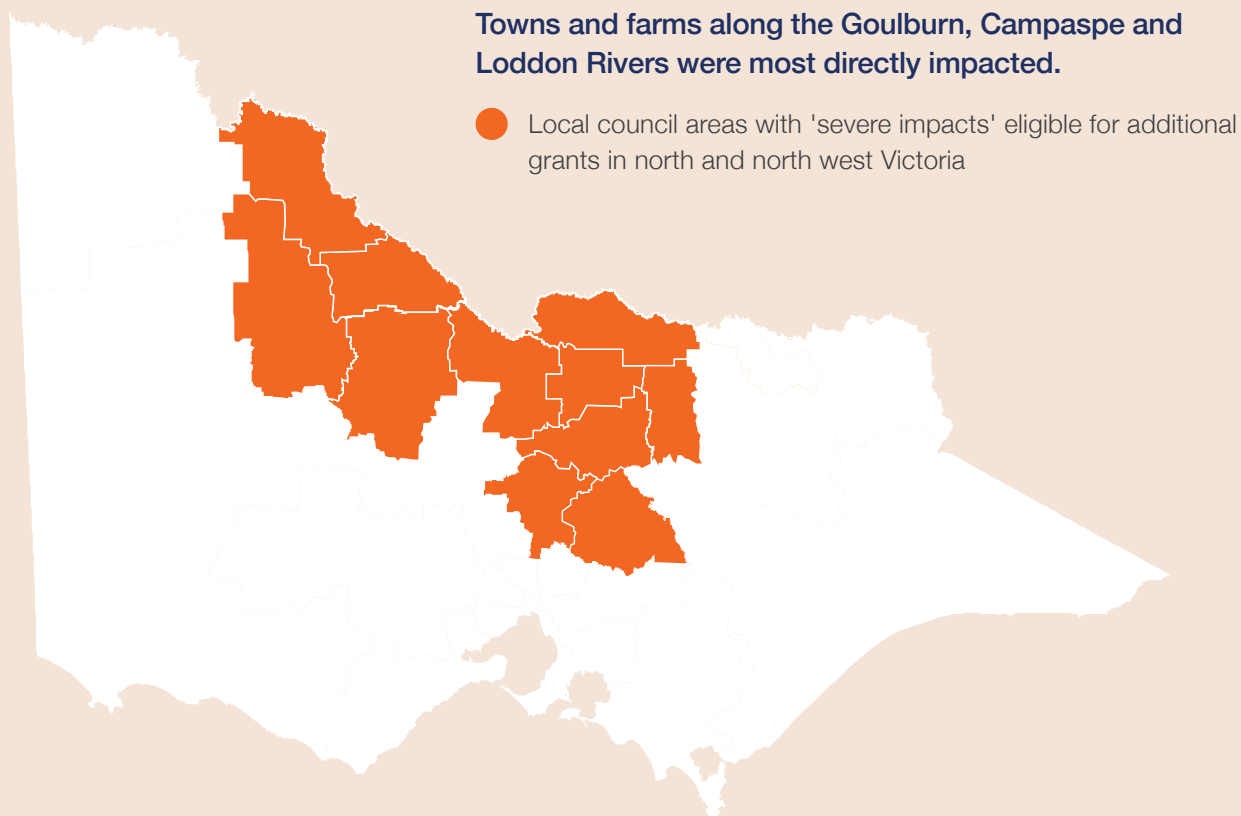 Towns and farms along the Goulburn, Campaspe and
Loddon Rivers were most directly impacted.
Local council areas with 'severe impacts' eligible for additional
grants in north and north west Victoria